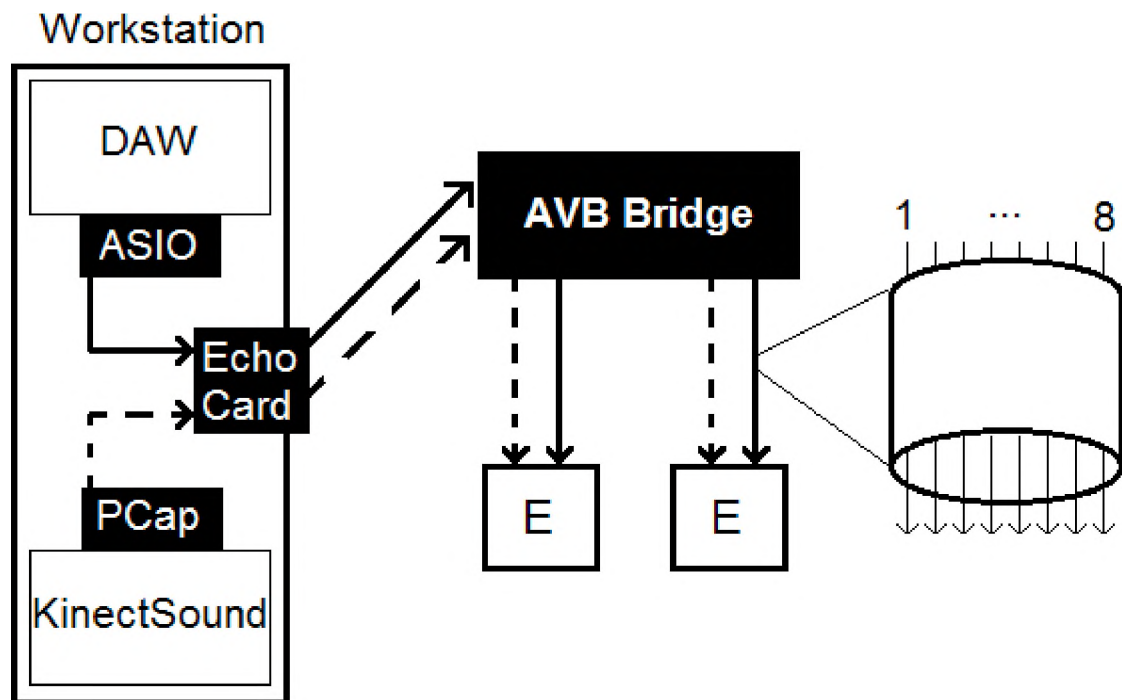 Workstation
DAW
ASIO
Echo
Card
PCap
KinectSound
AVB Bridge
E
E
1 ... 8